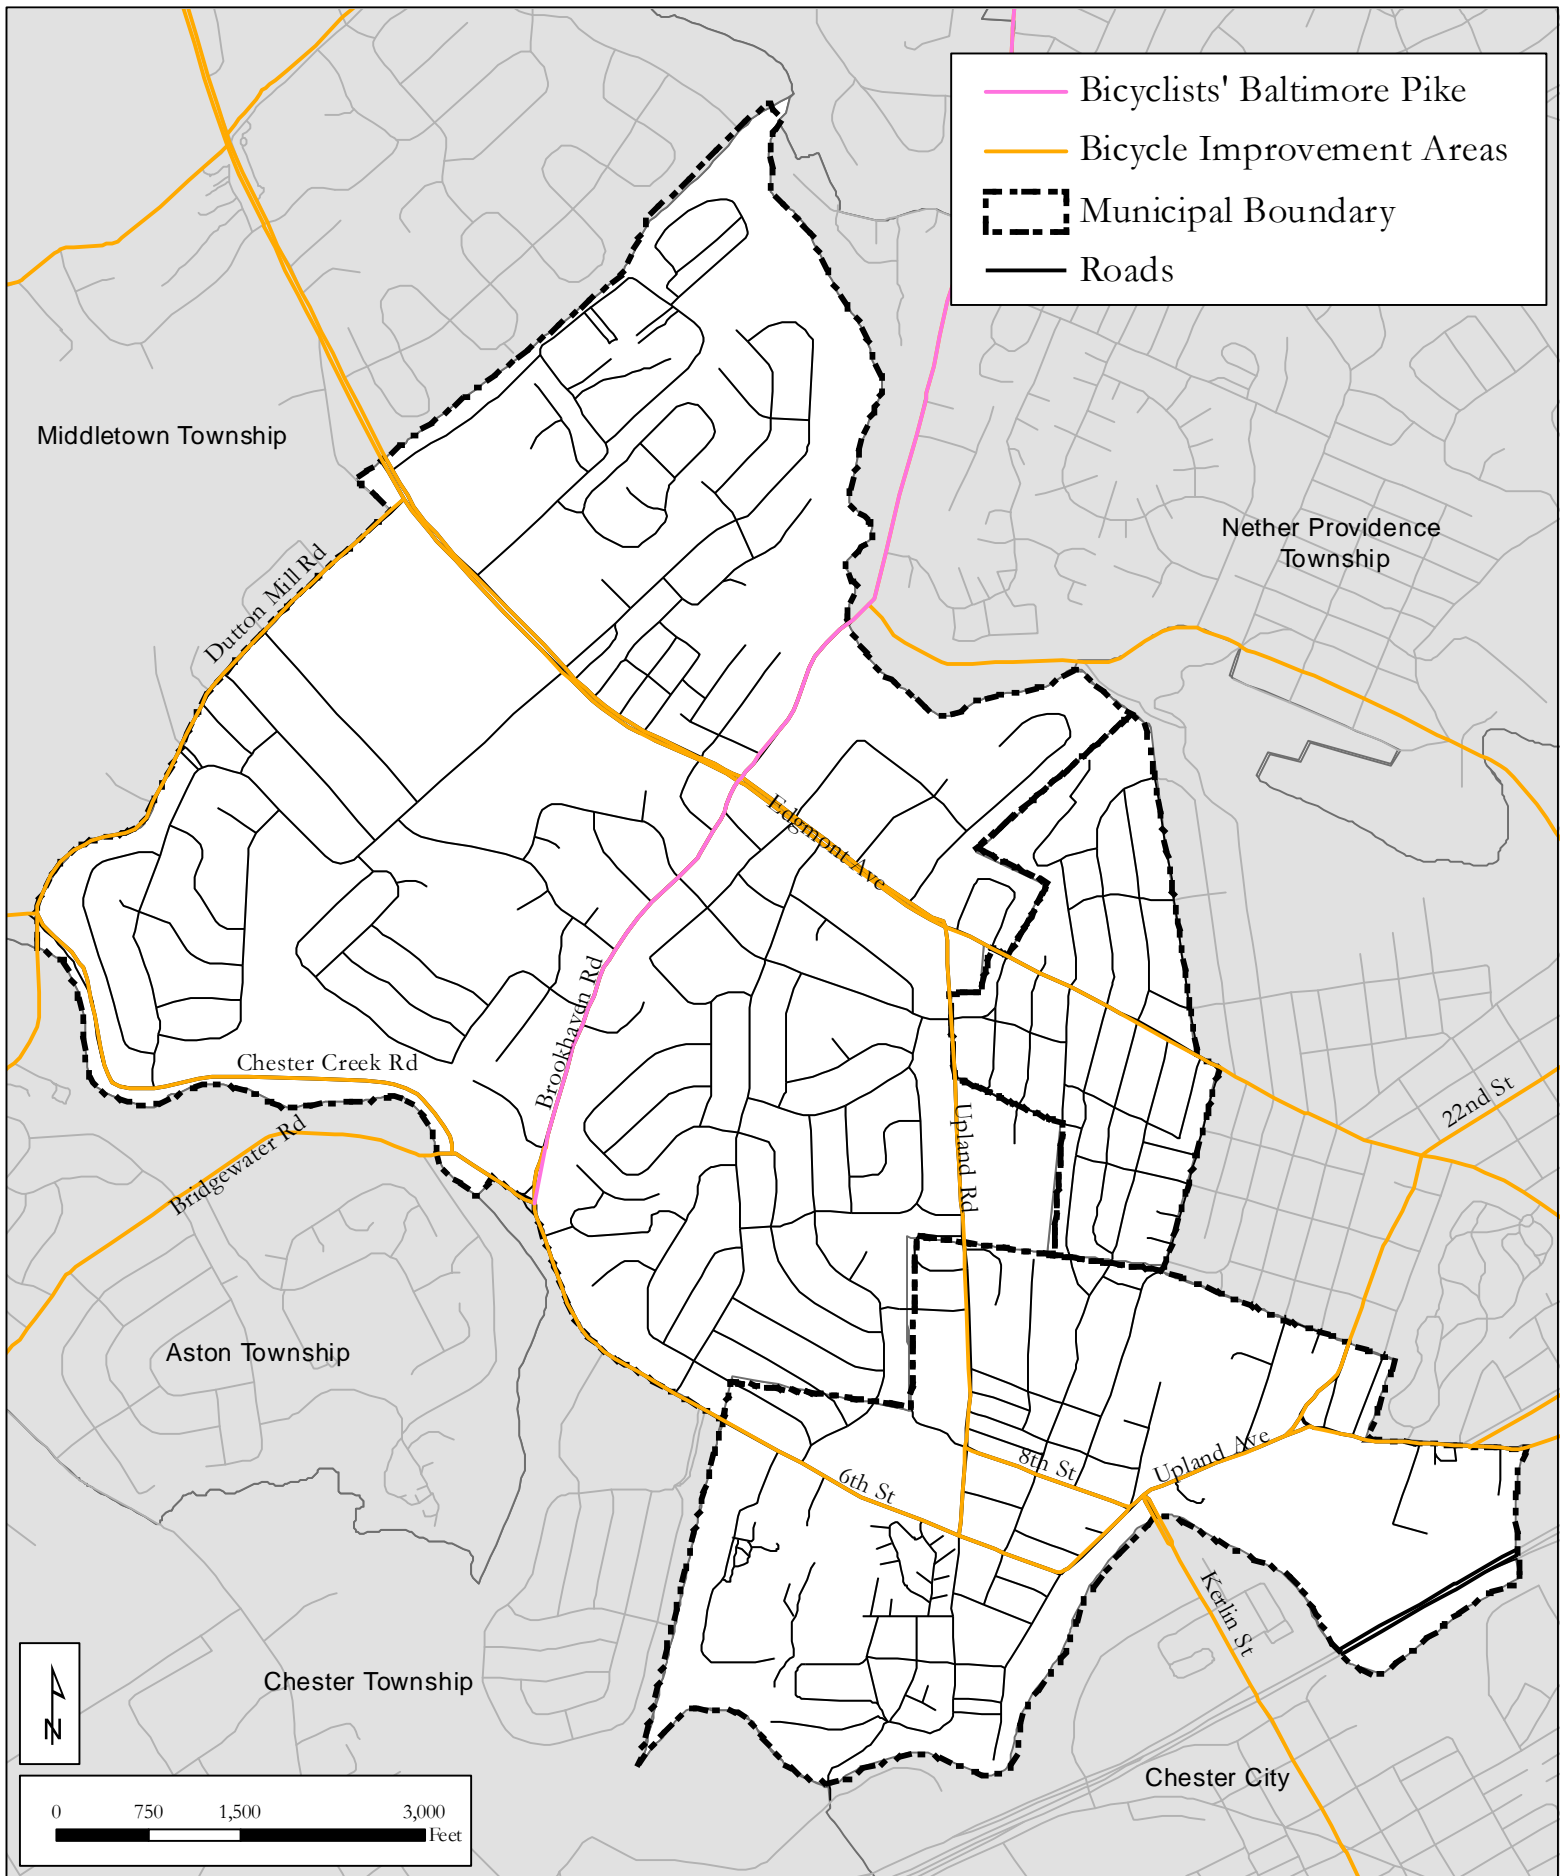 Bicyclists' Baltimore Pike
Bicycle Improvement Areas
Municipal Boundary
Roads
Middletown Township
Nether Providence
Township
Dutton Mill Rd
Edgmont Ave
Brookhaven Rd
Chester Creek Rd
Bridgewater Rd
Upland Rd
22nd St
Aston Township
8th St
Upland Ave
6th St
Kerlin St
Chester Township
Chester City
N
0 750 1,500 3,000
Feet